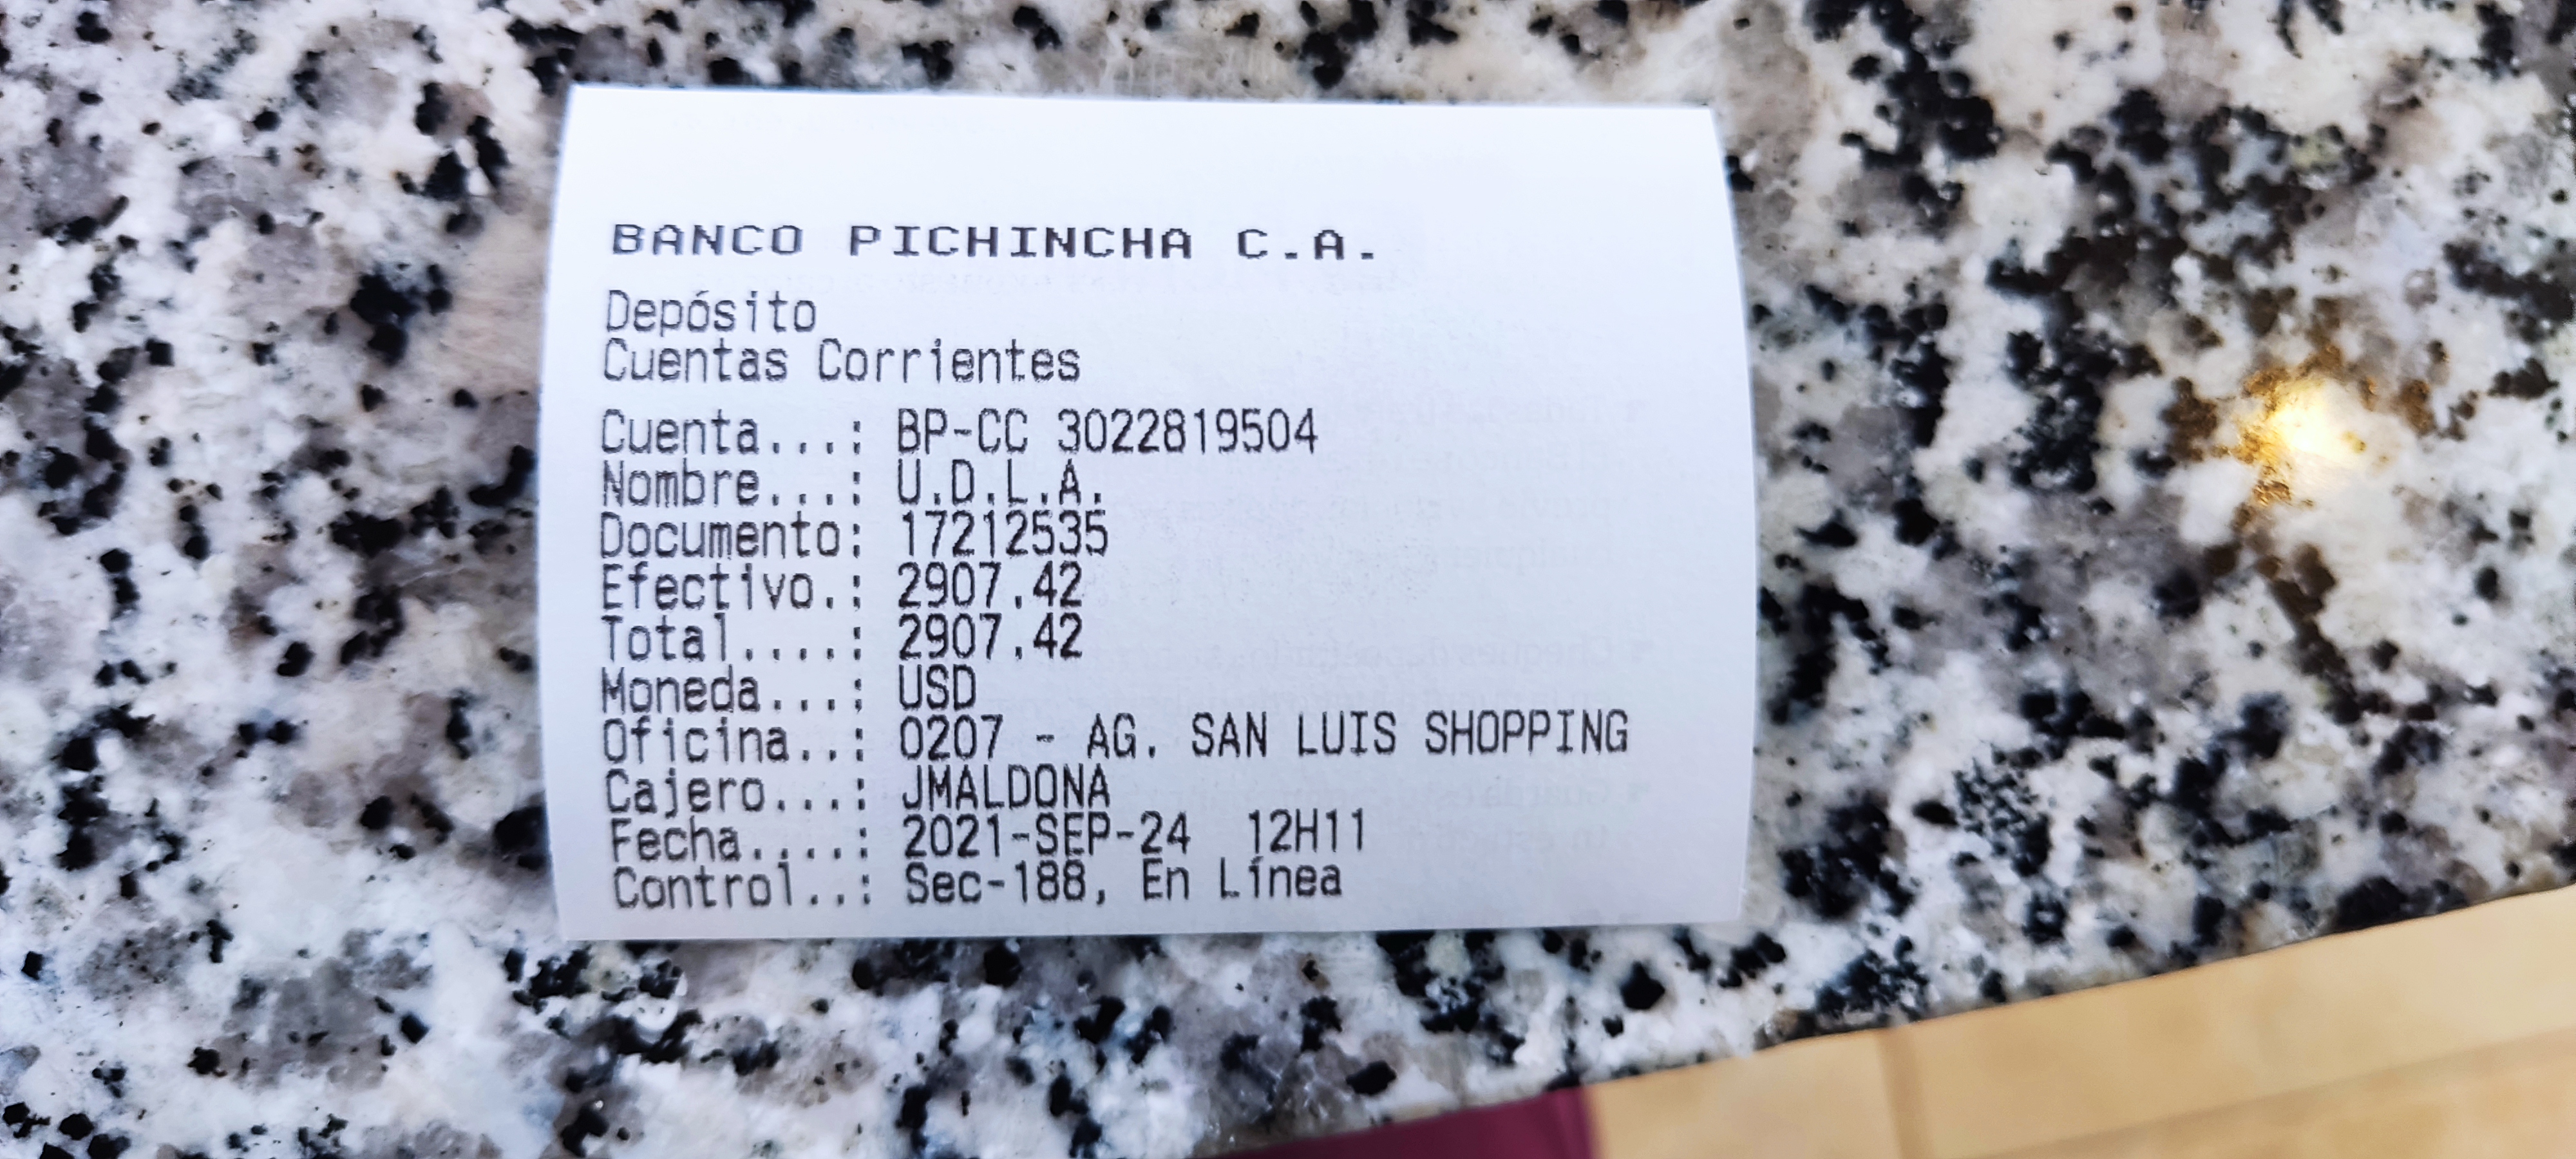 BANCO PICHINCHA C.A.
Depósito
Cuentas Corrientes
Cuenta...: BP-CC 3022819504
Nombre...: U.D.L.A.
Documento: 17212535
Efectivo.: 2907.42
Total....: 2907.42
Moneda...: USD
Oficina..: 0207 - AG. SAN LUIS SHOPPING
Cajero...: JMALDONA
Fecha....: 2021-SEP-24  12H11
Control..: Sec-188, En Línea